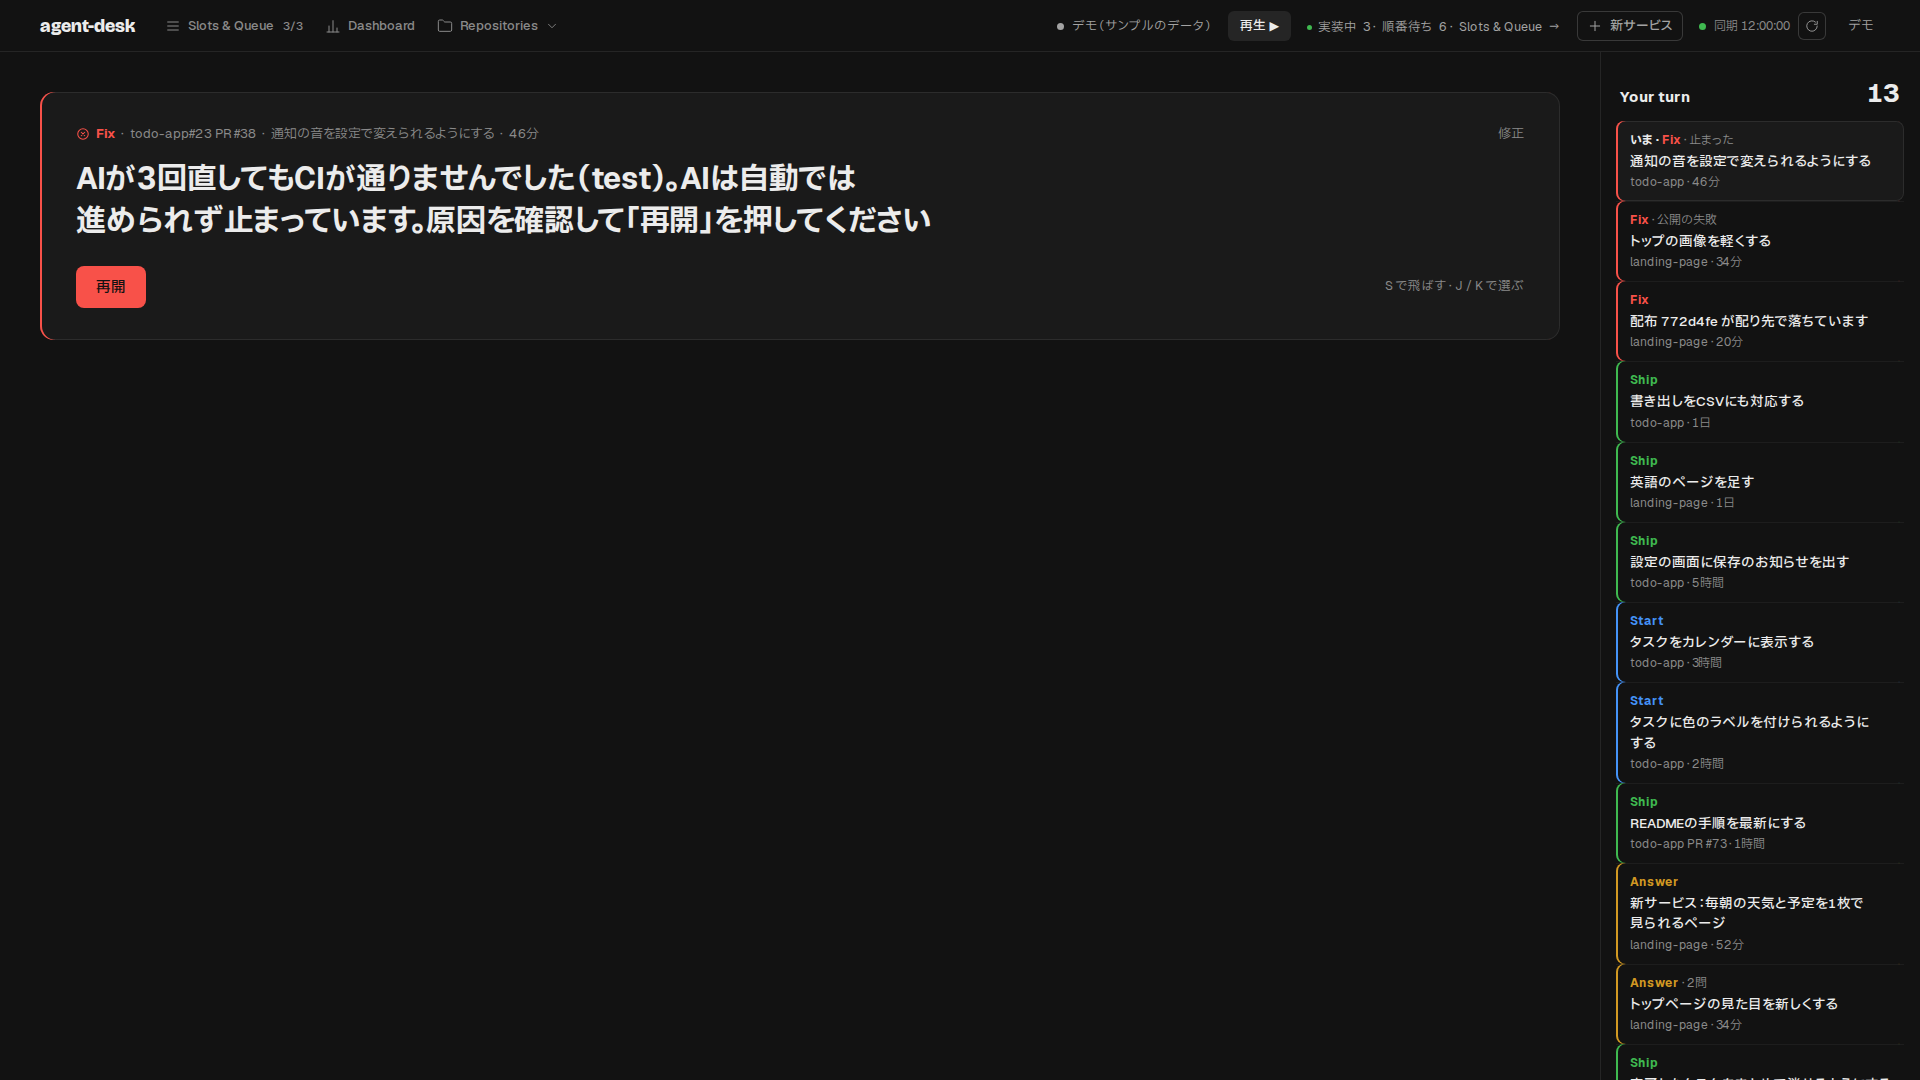 agent-desk
Slots & Queue 3/3
Dashboard
Repositories
デモ(サンプルのデータ)
再生 ▶
実装中 3 · 順番待ち 6 · Slots & Queue →
+ 新サービス
同期 12:00:00
デモ
Fix · todo-app#23 PR #38 · 通知の音を設定で変えられるようにする · 46分
修正
AIが3回直してもCIが通りませんでした(test)。AIは自動では
進められず止まっています。原因を確認して「再開」を押してください
再開
S で飛ばす · J / K で選ぶ
Your turn
13
いま · Fix · 止まった
通知の音を設定で変えられるようにする
todo-app · 46分
Fix · 公開の失敗
トップの画像を軽くする
landing-page · 34分
Fix
配布 772d4fe が配り先で落ちています
landing-page · 20分
Ship
書き出しをCSVにも対応する
todo-app · 1日
Ship
英語のページを足す
landing-page · 1日
Ship
設定の画面に保存のお知らせを出す
todo-app · 5時間
Start
タスクをカレンダーに表示する
todo-app · 3時間
Start
タスクに色のラベルを付けられるように
する
todo-app · 2時間
Ship
READMEの手順を最新にする
todo-app PR #73 · 1時間
Answer
新サービス：毎朝の天気と予定を1枚で
見られるページ
landing-page · 52分
Answer · 2問
トップページの見た目を新しくする
landing-page · 34分
Ship